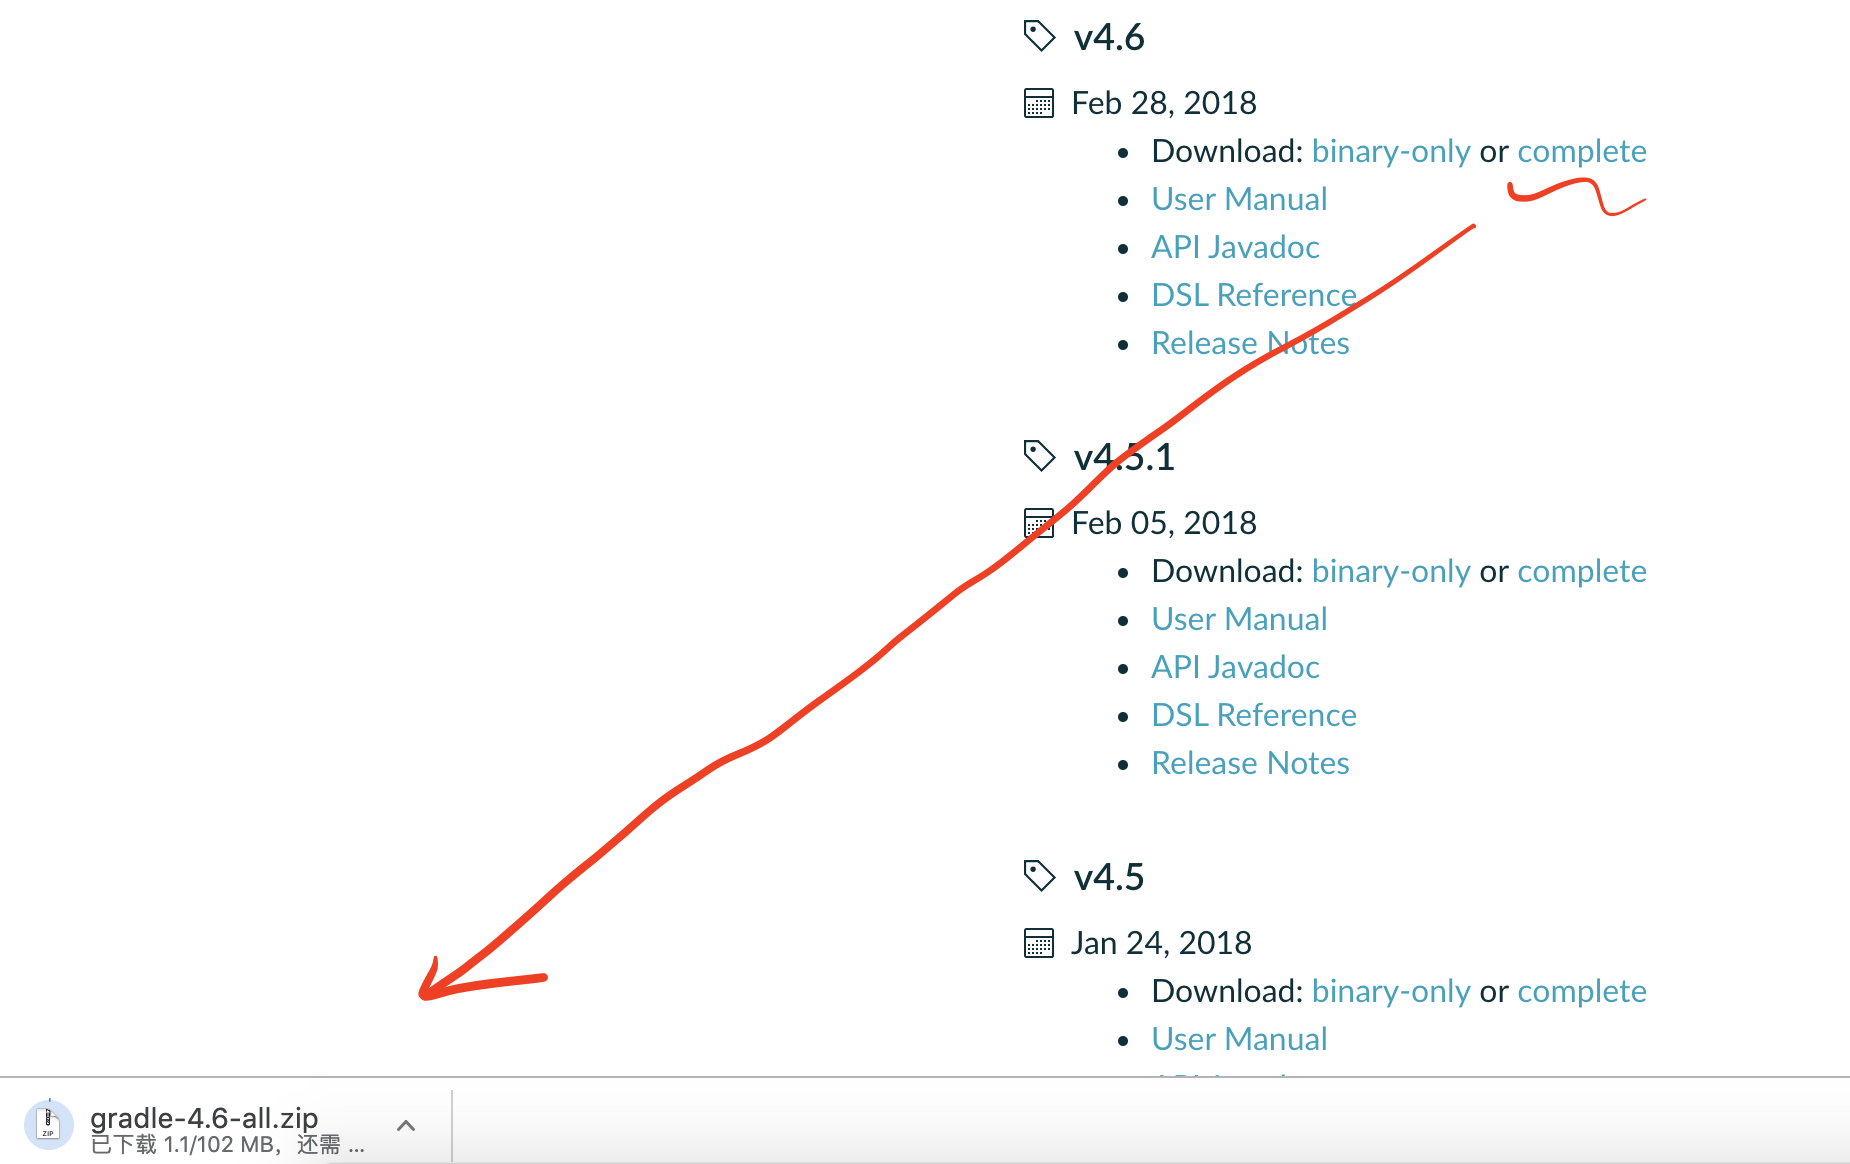 v4.6
Feb 28, 2018
Download: binary-only or complete
User Manual
API Javadoc
DSL Reference
Release Notes
v4.5.1
Feb 05, 2018
Download: binary-only or complete
User Manual
API Javadoc
DSL Reference
Release Notes
v4.5
Jan 24, 2018
Download: binary-only or complete
User Manual
ZIP
gradle-4.6-all.zip
已下载 1.1/102 MB，还需 ...